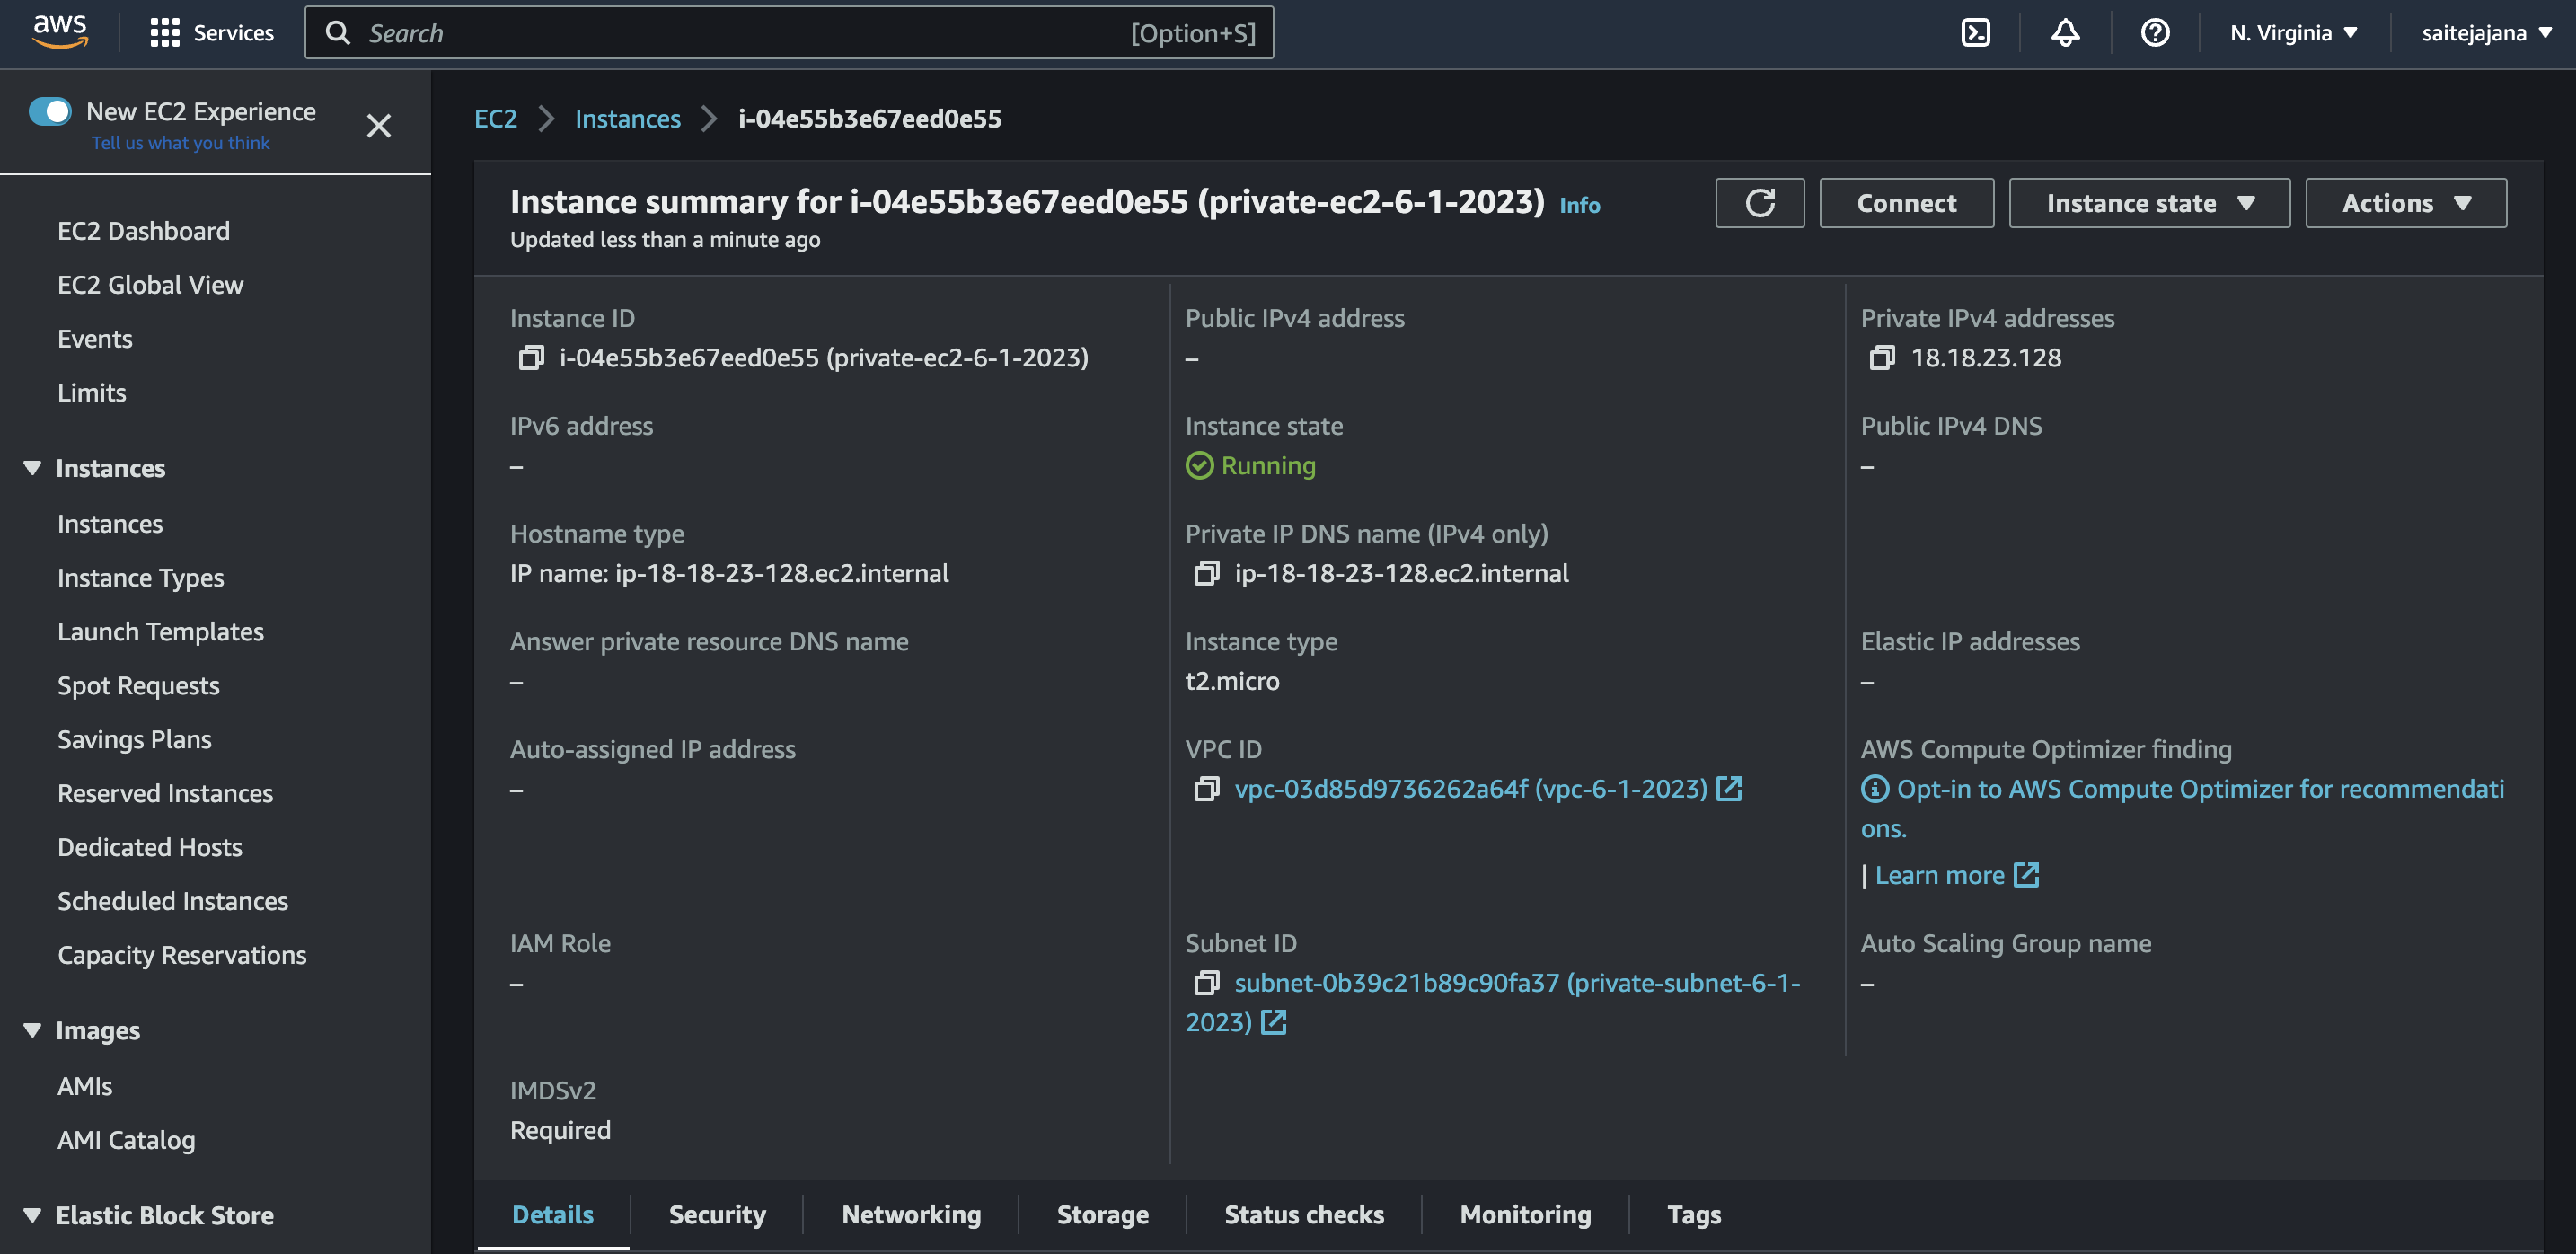 aws
Services
Search
[Option+S]
N. Virginia
saitejajana
New EC2 Experience
Tell us what you think
EC2 Dashboard
EC2 Global View
Events
Limits
Instances
Instances
Instance Types
Launch Templates
Spot Requests
Savings Plans
Reserved Instances
Dedicated Hosts
Scheduled Instances
Capacity Reservations
Images
AMIs
AMI Catalog
Elastic Block Store
EC2
Instances
i-04e55b3e67eed0e55
Instance summary for i-04e55b3e67eed0e55 (private-ec2-6-1-2023) Info
Updated less than a minute ago
Connect
Instance state
Actions
Instance ID
i-04e55b3e67eed0e55 (private-ec2-6-1-2023)
Public IPv4 address
–
Private IPv4 addresses
18.18.23.128
IPv6 address
–
Instance state
Running
Public IPv4 DNS
–
Hostname type
IP name: ip-18-18-23-128.ec2.internal
Private IP DNS name (IPv4 only)
ip-18-18-23-128.ec2.internal
Answer private resource DNS name
–
Instance type
t2.micro
Elastic IP addresses
–
Auto-assigned IP address
–
VPC ID
vpc-03d85d9736262a64f (vpc-6-1-2023)
AWS Compute Optimizer finding
Opt-in to AWS Compute Optimizer for recommendati
ons.
| Learn more
IAM Role
–
Subnet ID
subnet-0b39c21b89c90fa37 (private-subnet-6-1-
2023)
Auto Scaling Group name
–
IMDSv2
Required
Details
Security
Networking
Storage
Status checks
Monitoring
Tags